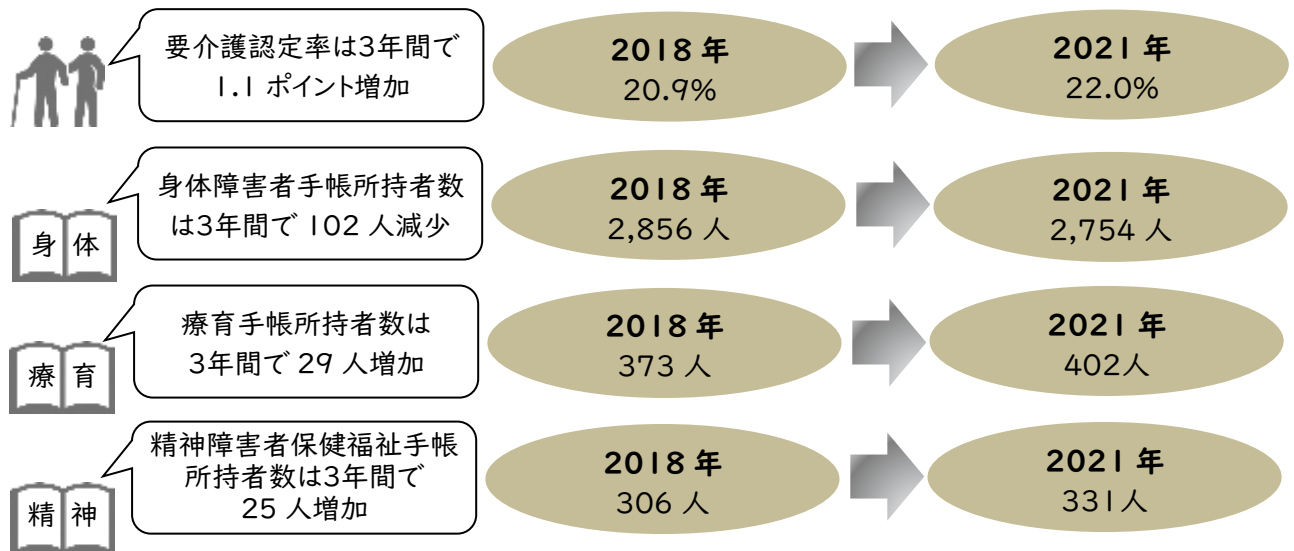 要介護認定率は3年間で
1.1 ポイント増加
2018 年
20.9%
2021 年
22.0%
身体障害者手帳所持者数
は3年間で 102 人減少
身 体
2018 年
2,856 人
2021 年
2,754 人
療育手帳所持者数は
3年間で 29 人増加
療 育
2018 年
373 人
2021 年
402人
精神障害者保健福祉手帳
所持者数は3年間で
25 人増加
精 神
2018 年
306 人
2021 年
331人